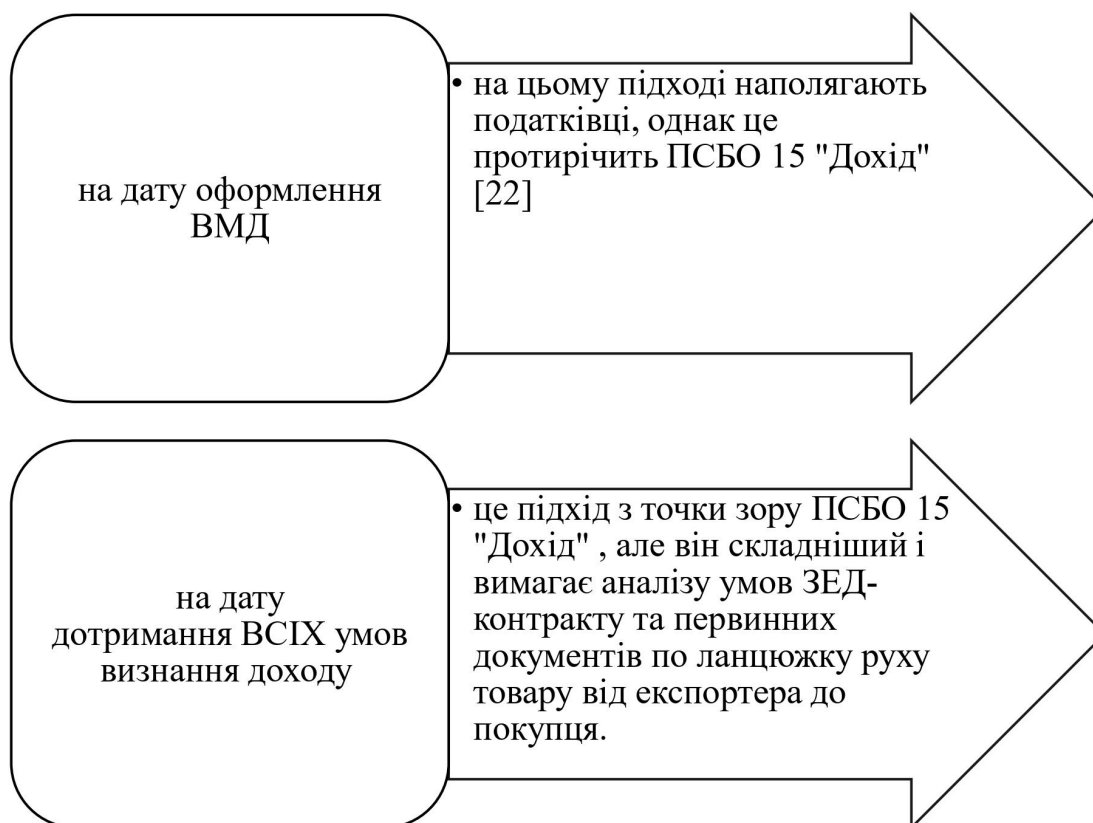 на дату оформлення
ВМД
• на цьому підході наполягають
податківці, однак це
протирічить ПСБО 15 "Дохід"
[22]
на дату
дотримання ВСІХ умов
визнання доходу
• це підхід з точки зору ПСБО 15
"Дохід" , але він складніший і
вимагає аналізу умов ЗЕД-
контракту та первинних
документів по ланцюжку руху
товару від експортера до
покупця.